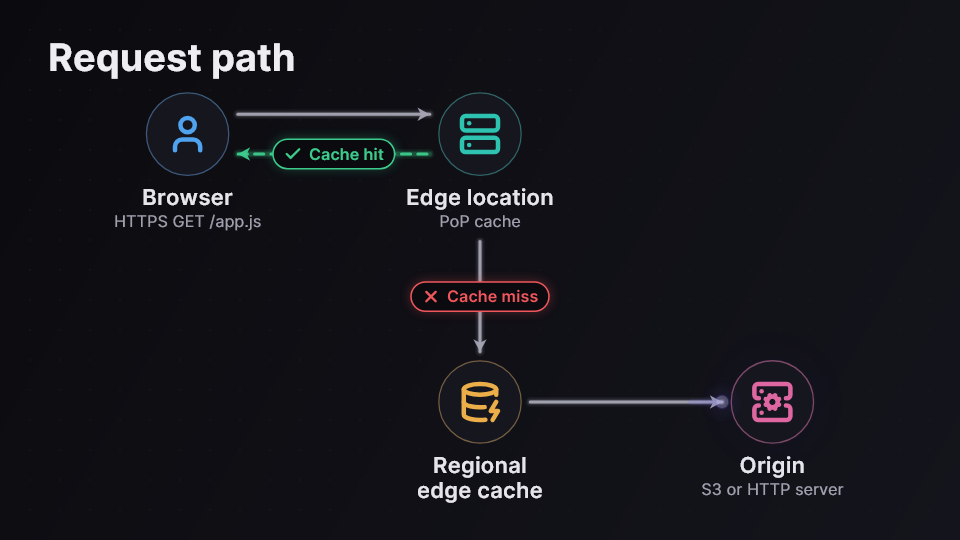 Request path
Cache hit
Browser
HTTPS GET /app.js
Edge location
PoP cache
Cache miss
Regional
edge cache
Origin
S3 or HTTP server